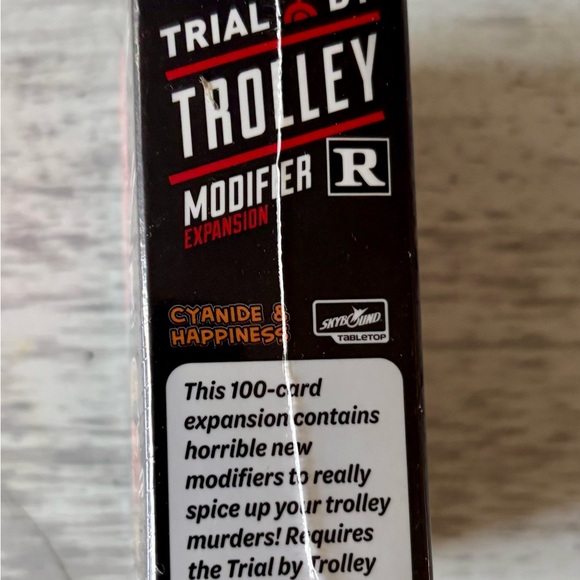 TRIAL BY
TROLLEY
MODIFIER R
EXPANSION
CYANIDE &
HAPPINESS
SKYBOUND
TABLETOP
This 100-card
expansion contains
horrible new
modifiers to really
spice up your trolley
murders! Requires
the Trial by Trolley